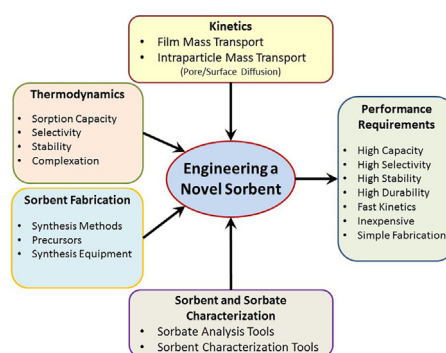 Kinetics
• Film Mass Transport
• Intraparticle Mass Transport
(Pore/Surface Diffusion)
Thermodynamics
• Sorption Capacity
• Selectivity
• Stability
• Complexation
Sorbent Fabrication
• Synthesis Methods
• Precursors
• Synthesis Equipment
Engineering a
Novel Sorbent
Performance
Requirements
• High Capacity
• High Selectivity
• High Stability
• High Durability
• Fast Kinetics
• Inexpensive
• Simple Fabrication
Sorbent and Sorbate
Characterization
• Sorbate Analysis Tools
• Sorbent Characterization Tools